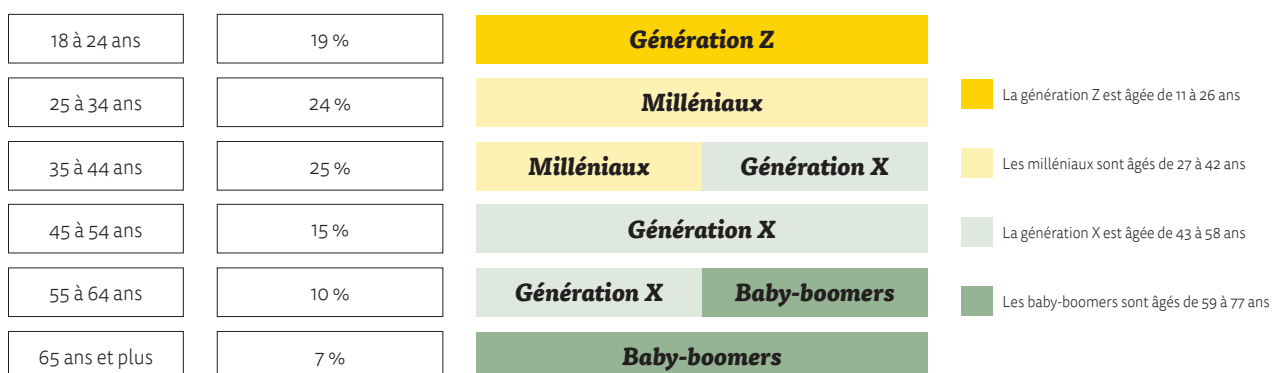 18 à 24 ans 19 % Génération Z
25 à 34 ans 24 % Milléniaux
35 à 44 ans 25 % Milléniaux Génération X
45 à 54 ans 15 % Génération X
55 à 64 ans 10 % Génération X Baby-boomers
65 ans et plus 7 % Baby-boomers
La génération Z est âgée de 11 à 26 ans
Les milléniaux sont âgés de 27 à 42 ans
La génération X est âgée de 43 à 58 ans
Les baby-boomers sont âgés de 59 à 77 ans